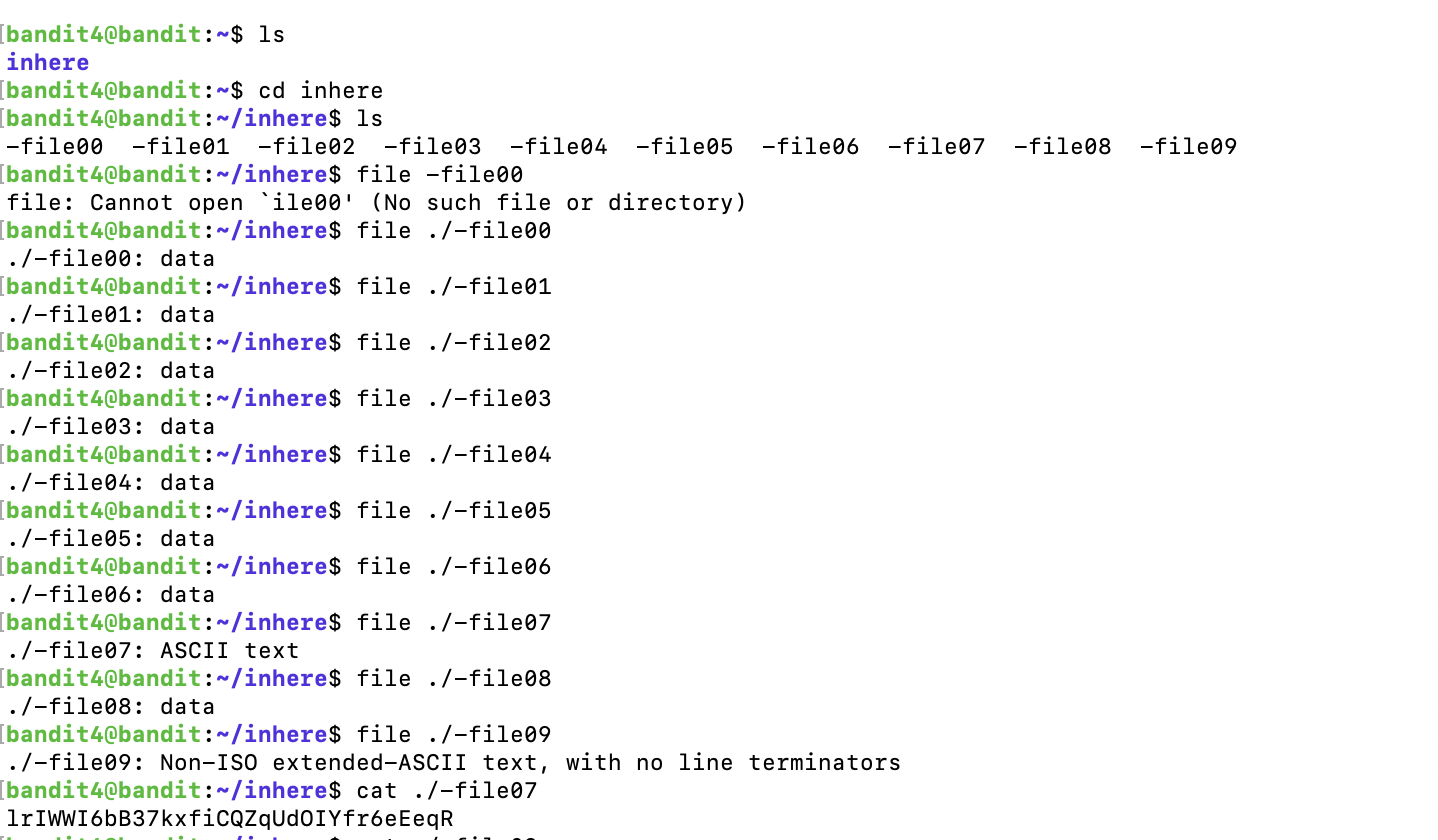 [bandit4@bandit:~$ ls
inhere
[bandit4@bandit:~$ cd inhere
[bandit4@bandit:~/inhere$ ls
-file00  -file01  -file02  -file03  -file04  -file05  -file06  -file07  -file08  -file09
[bandit4@bandit:~/inhere$ file -file00
file: Cannot open `ile00' (No such file or directory)
[bandit4@bandit:~/inhere$ file ./-file00
./-file00: data
[bandit4@bandit:~/inhere$ file ./-file01
./-file01: data
[bandit4@bandit:~/inhere$ file ./-file02
./-file02: data
[bandit4@bandit:~/inhere$ file ./-file03
./-file03: data
[bandit4@bandit:~/inhere$ file ./-file04
./-file04: data
[bandit4@bandit:~/inhere$ file ./-file05
./-file05: data
[bandit4@bandit:~/inhere$ file ./-file06
./-file06: data
[bandit4@bandit:~/inhere$ file ./-file07
./-file07: ASCII text
[bandit4@bandit:~/inhere$ file ./-file08
./-file08: data
[bandit4@bandit:~/inhere$ file ./-file09
./-file09: Non-ISO extended-ASCII text, with no line terminators
[bandit4@bandit:~/inhere$ cat ./-file07
lrIWWI6bB37kxfiCQZqUdOIYfr6eEeqR